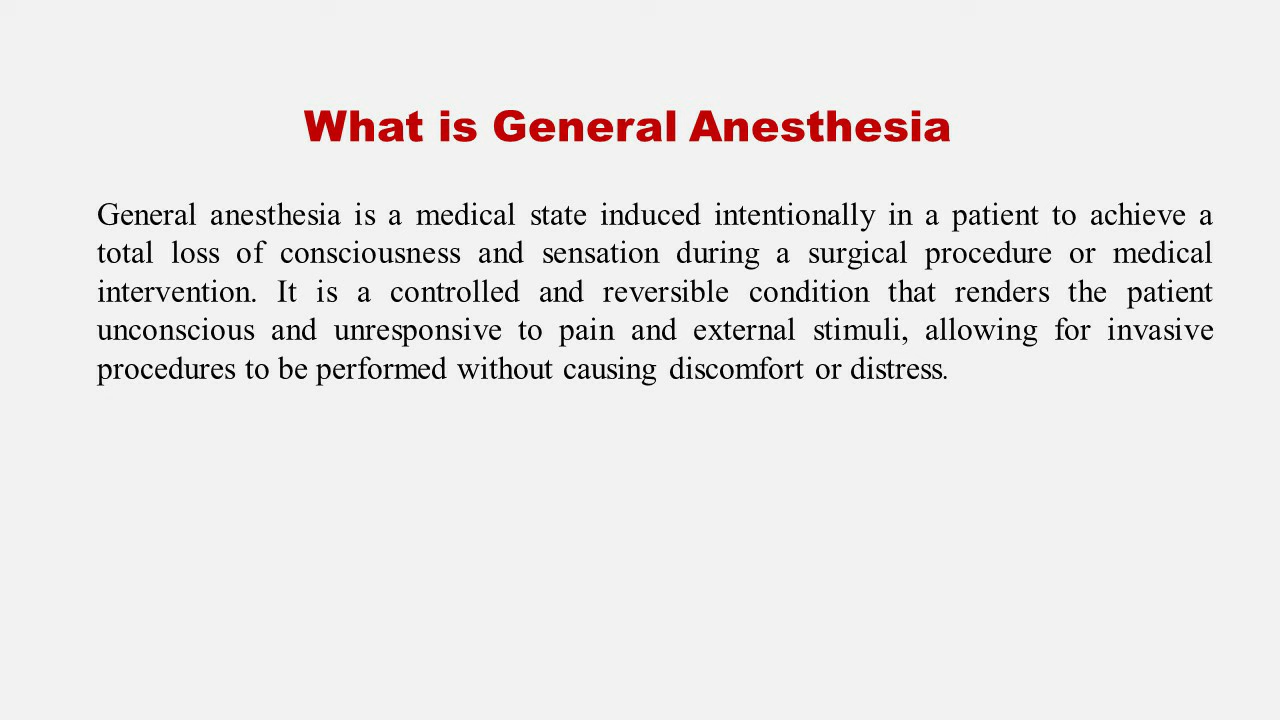 What is General Anesthesia
General anesthesia is a medical state induced intentionally in a patient to achieve a
total loss of consciousness and sensation during a surgical procedure or medical
intervention. It is a controlled and reversible condition that renders the patient
unconscious and unresponsive to pain and external stimuli, allowing for invasive
procedures to be performed without causing discomfort or distress.